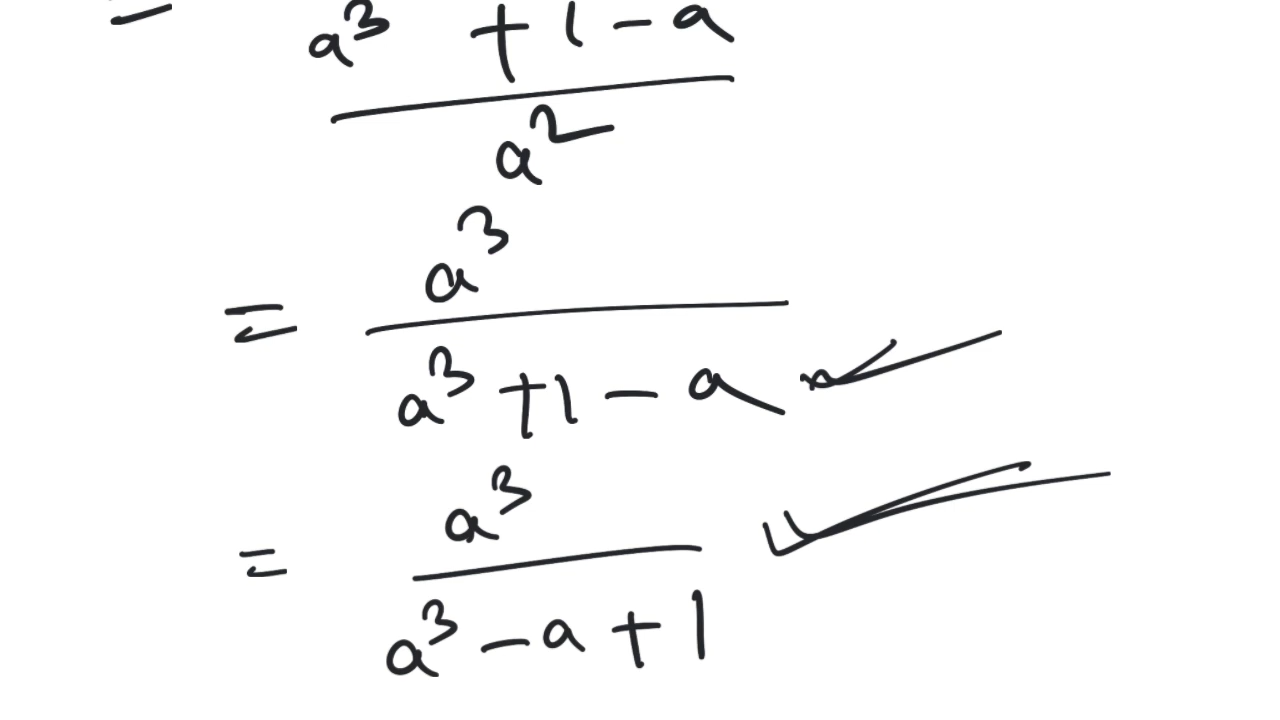 =
a³ + 1 - a
a²
= a³
a³ + 1 - a
= a³
a³ - a + 1